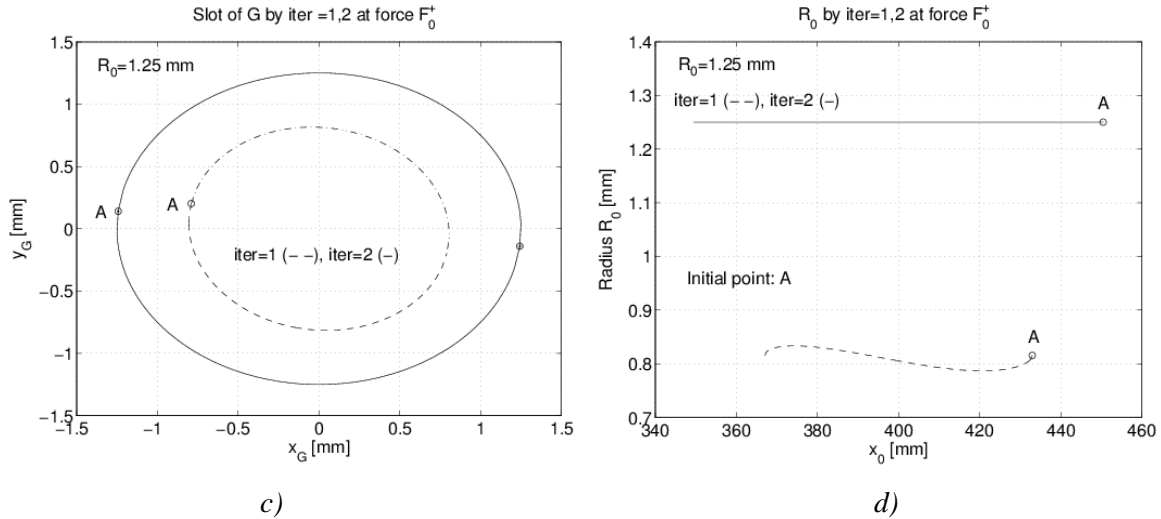 Slot of G by iter =1,2 at force F₀⁺
R₀=1.25 mm
A
A
iter=1 (− −), iter=2 (-)
y_G [mm]
1.5
1
0.5
0
−0.5
−1
−1.5
−1.5
−1
−0.5
0
0.5
1
1.5
x_G [mm]
c)
R₀ by iter=1,2 at force F₀⁺
R₀=1.25 mm
iter=1 (− −), iter=2 (-)
A
Initial point: A
A
Radius R₀ [mm]
1.4
1.3
1.2
1.1
1
0.9
0.8
0.7
340
360
380
400
420
440
460
x₀ [mm]
d)